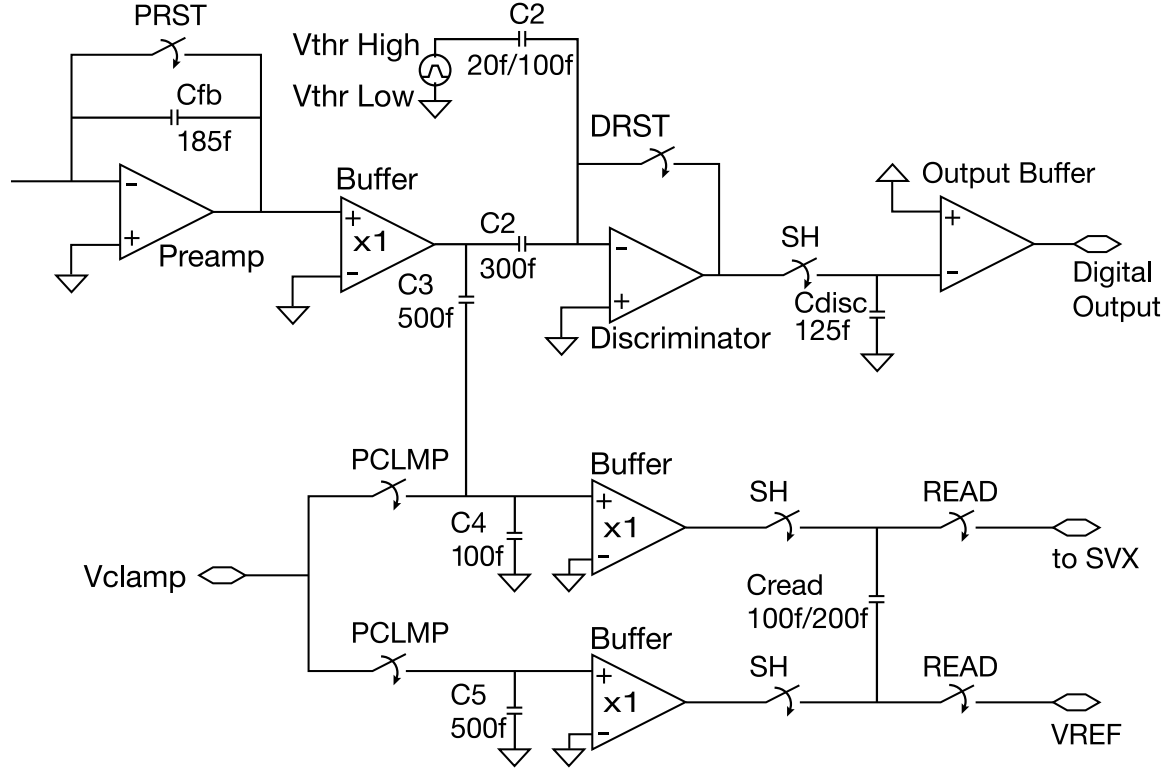 PRST
C2
Vthr High
20f/100f
Vthr Low
Cfb
185f
DRST
Buffer
Output Buffer
-
+
Preamp
+
x1
-
C2
300f
C3
500f
-
+
Discriminator
SH
Cdisc
125f
+
-
Digital
Output
PCLMP
Buffer
SH
READ
+
x1
-
C4
100f
to SVX
Vclamp
Cread
100f/200f
PCLMP
Buffer
SH
READ
+
x1
-
C5
500f
VREF